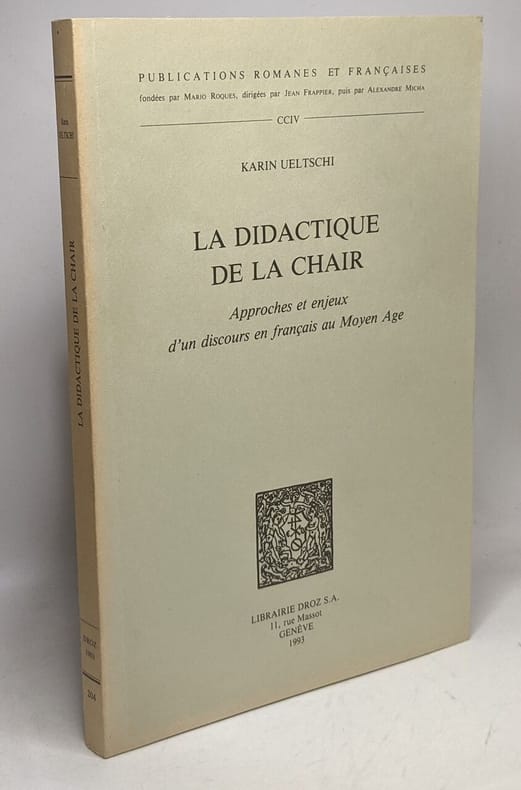 PUBLICATIONS ROMANES ET FRANÇAISES
fondées par MARIO ROQUES, dirigées par JEAN FRAPPIER, puis par ALEXANDRE MICHA
CCIV
KARIN UELTSCHI
LA DIDACTIQUE
DE LA CHAIR
Approches et enjeux
d'un discours en français au Moyen Age
LIBRAIRIE DROZ S.A.
11, rue Massot
GENÈVE
1993
Karin
UELTSCHI
LA DIDACTIQUE DE LA CHAIR
DROZ
1993
204